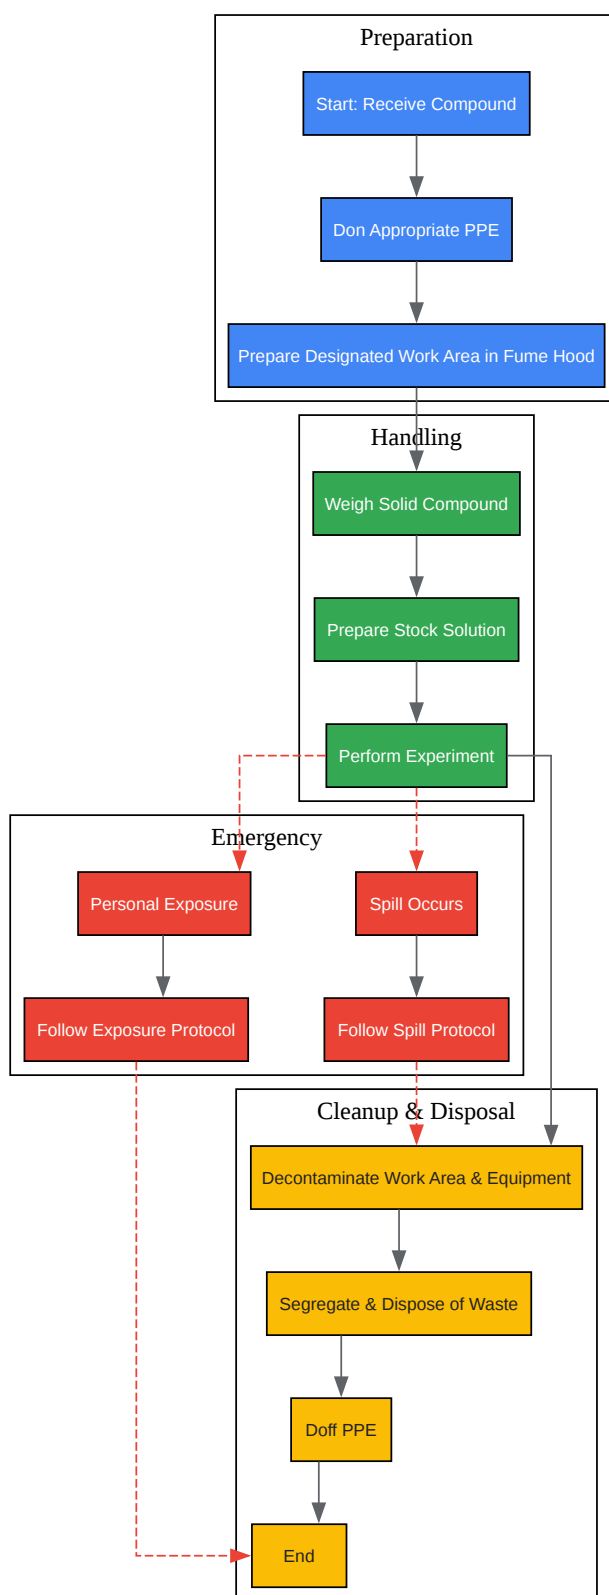 Preparation
Start: Receive Compound
Don Appropriate PPE
Prepare Designated Work Area in Fume Hood
Handling
Weigh Solid Compound
Prepare Stock Solution
Perform Experiment
Emergency
Personal Exposure
Spill Occurs
Follow Exposure Protocol
Follow Spill Protocol
Cleanup & Disposal
Decontaminate Work Area & Equipment
Segregate & Dispose of Waste
Doff PPE
End